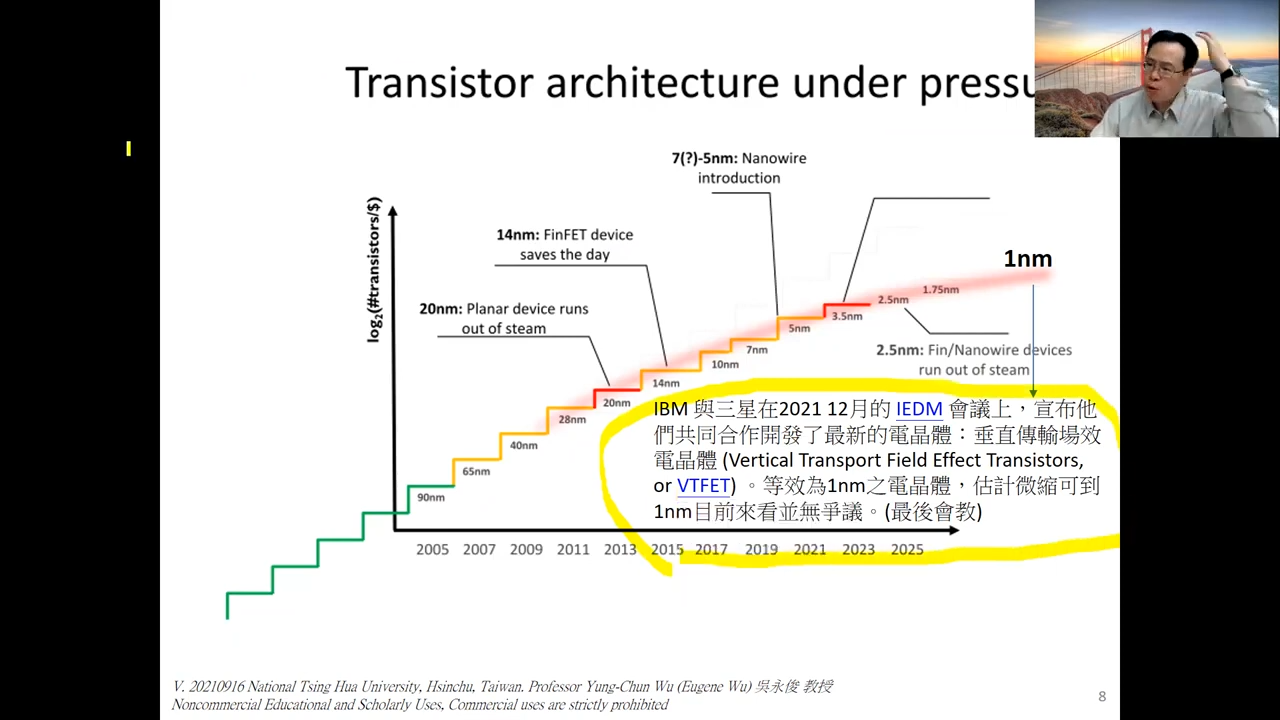 Transistor architecture under pressu
7(?)-5nm: Nanowire
introduction
14nm: FinFET device
saves the day
20nm: Planar device runs
out of steam
log₂(#transistors/$)
1nm
1.75nm
2.5nm
3.5nm
5nm
7nm
10nm
14nm
20nm
28nm
40nm
65nm
90nm
2.5nm: Fin/Nanowire devices
run out of steam
IBM 與三星在2021 12月的 IEDM 會議上，宣布他
們共同合作開發了最新的電晶體：垂直傳輸場效
電晶體 (Vertical Transport Field Effect Transistors,
or VTFET) 。等效為1nm之電晶體，估計微縮可到
1nm目前來看並無爭議。(最後會教)
2005 2007 2009 2011 2013 2015 2017 2019 2021 2023 2025
V. 20210916 National Tsing Hua University, Hsinchu, Taiwan. Professor Yung-Chun Wu (Eugene Wu) 吳永俊 教授
Noncommercial Educational and Scholarly Uses, Commercial uses are strictly prohibited
8